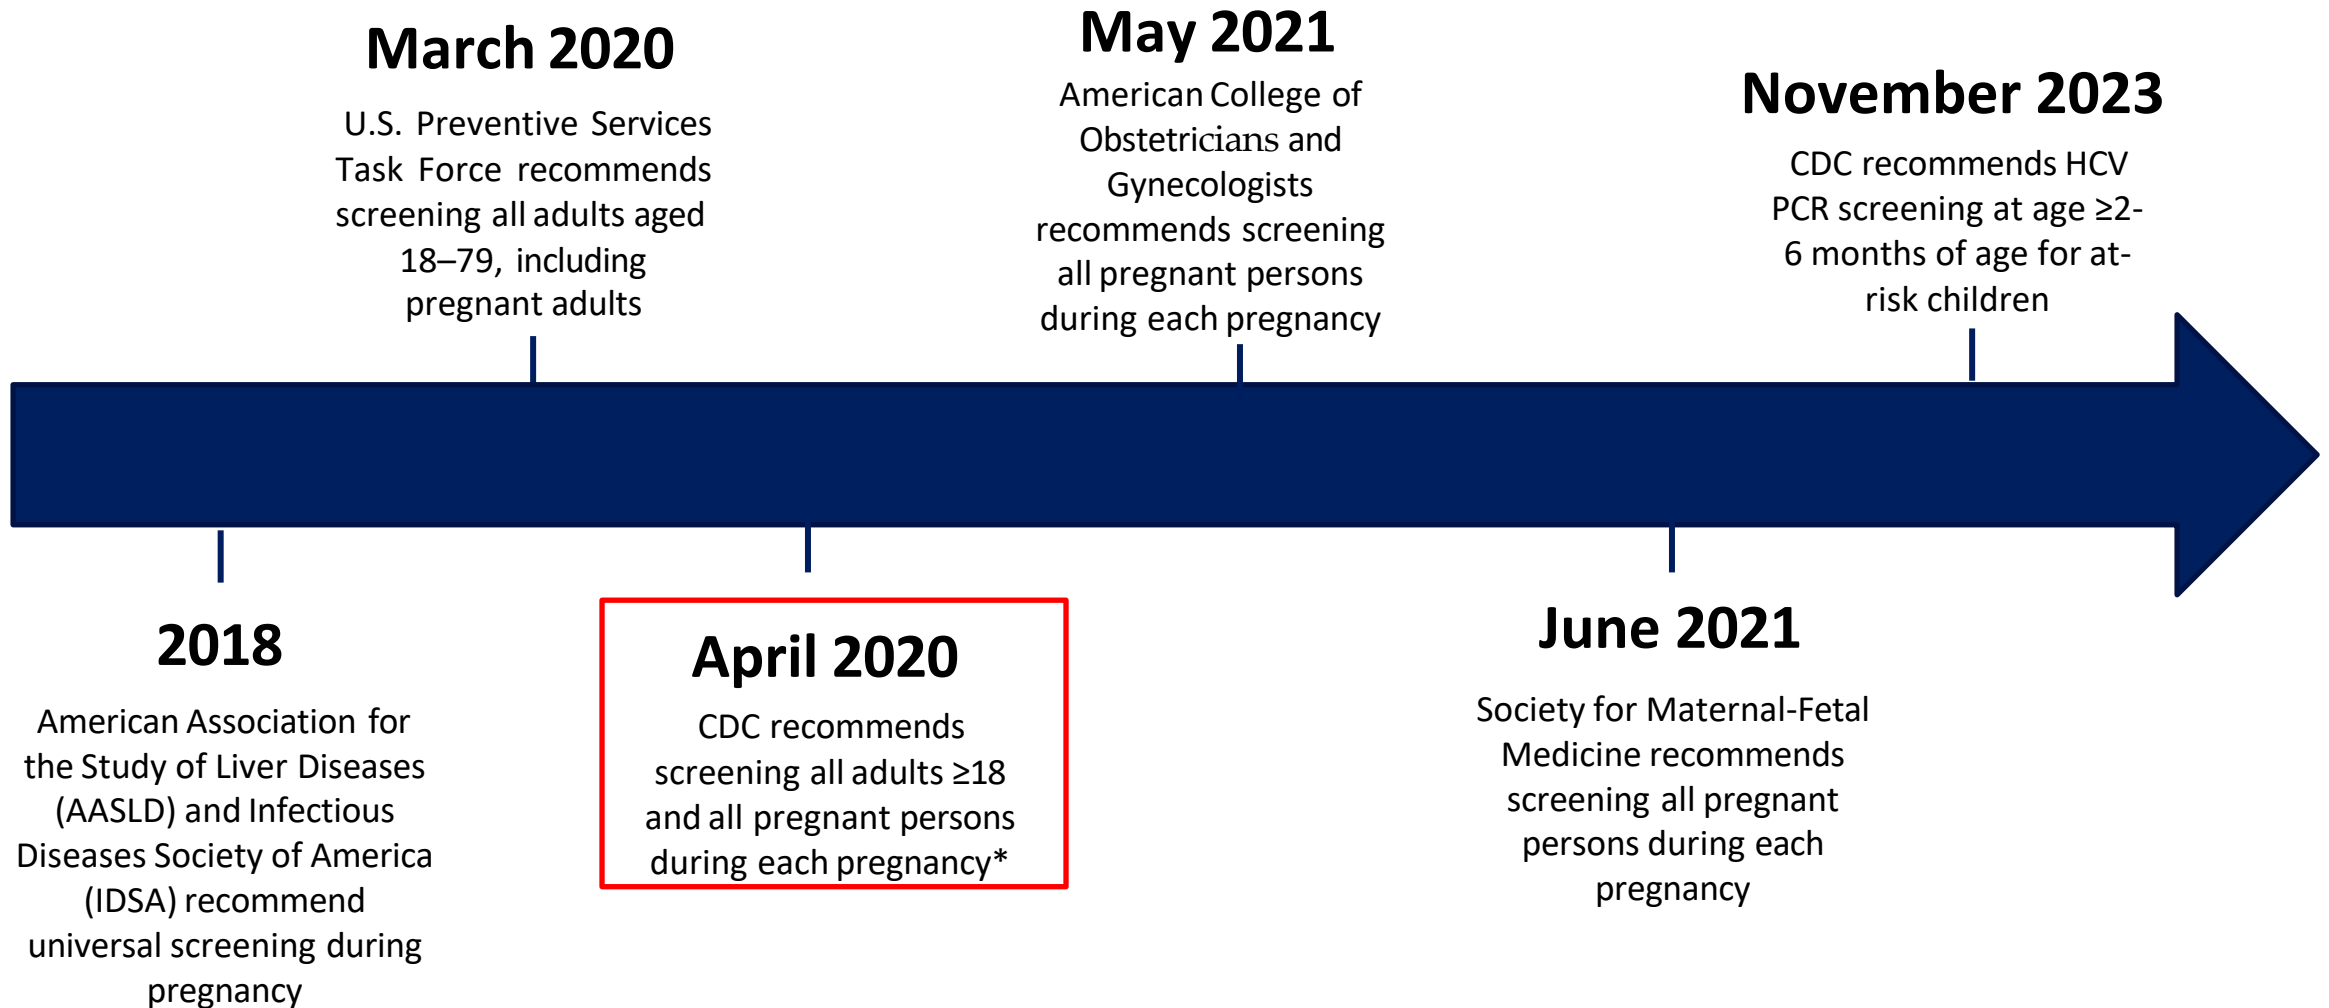 March 2020
U.S. Preventive Services
Task Force recommends
screening all adults aged
18–79, including
pregnant adults
May 2021
American College of
Obstetricians and
Gynecologists
recommends screening
all pregnant persons
during each pregnancy
November 2023
CDC recommends HCV
PCR screening at age ≥2-
6 months of age for at-
risk children
2018
American Association for
the Study of Liver Diseases
(AASLD) and Infectious
Diseases Society of America
(IDSA) recommend
universal screening during
pregnancy
April 2020
CDC recommends
screening all adults ≥18
and all pregnant persons
during each pregnancy*
June 2021
Society for Maternal-Fetal
Medicine recommends
screening all pregnant
persons during each
pregnancy